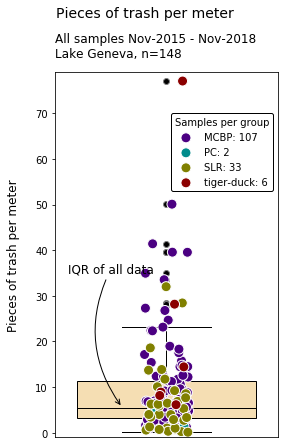 Pieces of trash per meter
All samples Nov-2015 - Nov-2018
Lake Geneva, n=148
Pieces of trash per meter
70
60
50
40
30
20
10
0
Samples per group
MCBP: 107
PC: 2
SLR: 33
tiger-duck: 6
IQR of all data